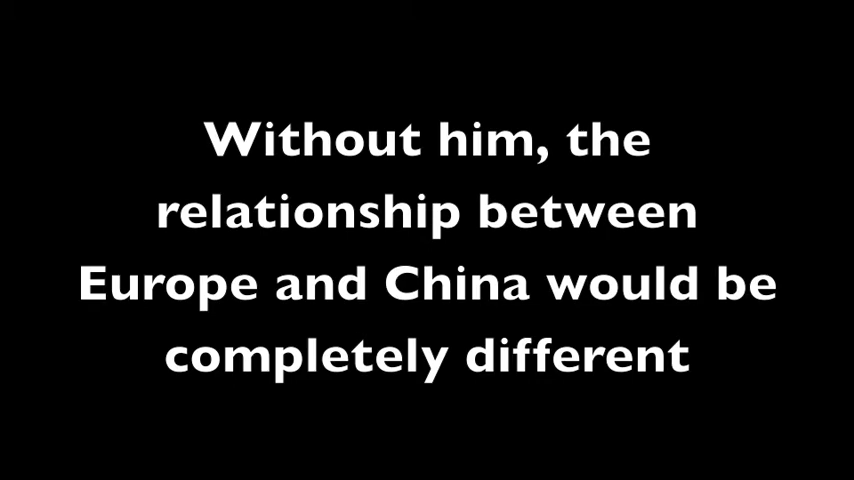 Without him, the
relationship between
Europe and China would be
completely different